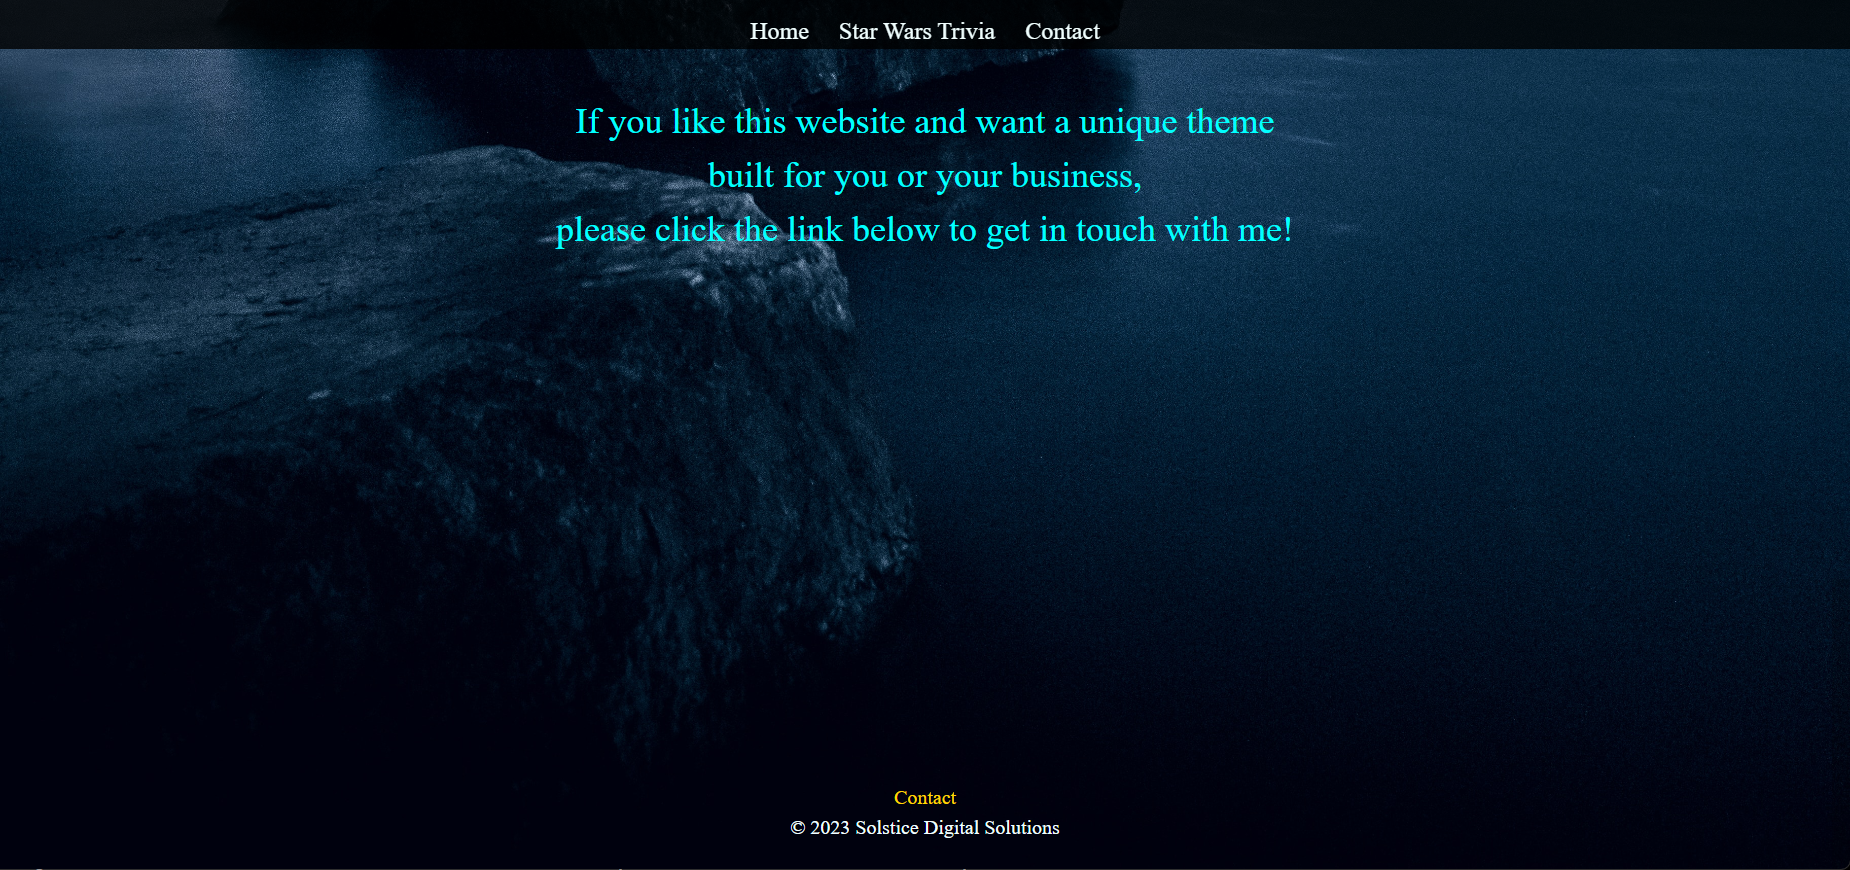 Home Star Wars Trivia Contact
If you like this website and want a unique theme
built for you or your business,
please click the link below to get in touch with me!
Contact
© 2023 Solstice Digital Solutions